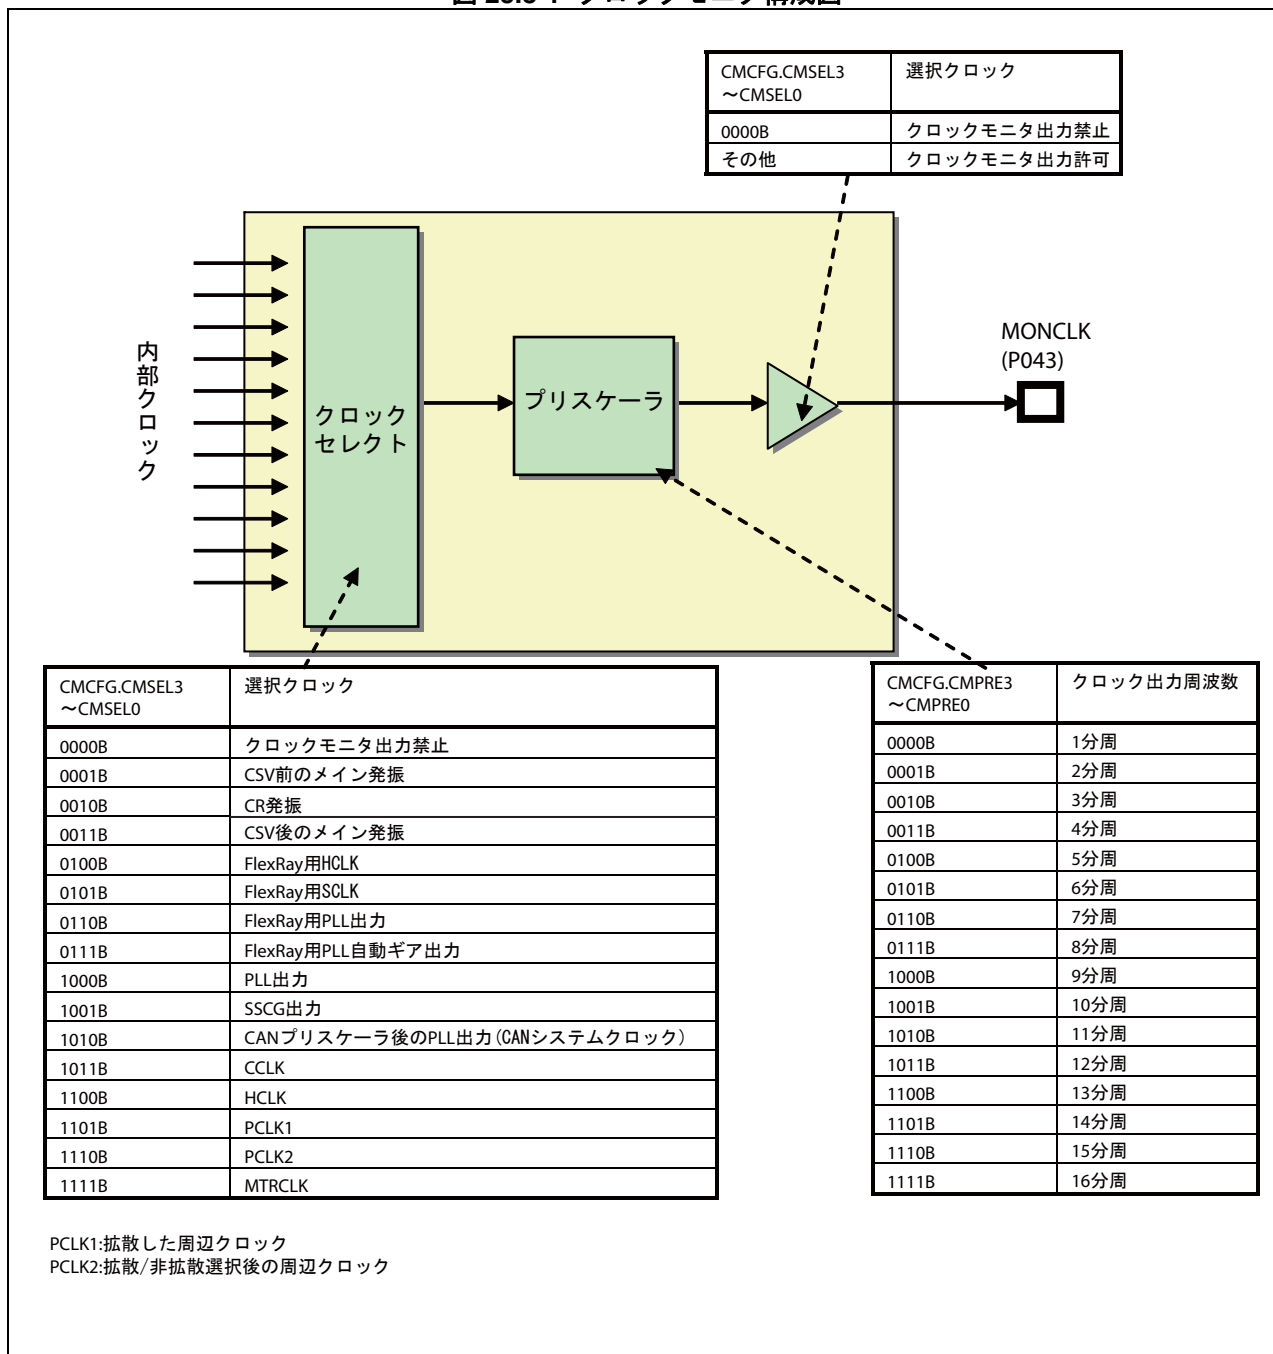 CMCFG.CMSEL3 選択クロック
～CMSEL0
0000B クロックモニタ出力禁止
その他 クロックモニタ出力許可
内部クロック
クロック
セレクト
プリスケーラ
MONCLK
(P043)
CMCFG.CMSEL3 選択クロック
～CMSEL0
0000B クロックモニタ出力禁止
0001B CSV前のメイン発振
0010B CR発振
0011B CSV後のメイン発振
0100B FlexRay用HCLK
0101B FlexRay用SCLK
0110B FlexRay用PLL出力
0111B FlexRay用PLL自動ギア出力
1000B PLL出力
1001B SSCG出力
1010B CANプリスケーラ後のPLL出力(CANシステムクロック)
1011B CCLK
1100B HCLK
1101B PCLK1
1110B PCLK2
1111B MTRCLK
CMCFG.CMPRE3 クロック出力周波数
～CMPRE0
0000B 1分周
0001B 2分周
0010B 3分周
0011B 4分周
0100B 5分周
0101B 6分周
0110B 7分周
0111B 8分周
1000B 9分周
1001B 10分周
1010B 11分周
1011B 12分周
1100B 13分周
1101B 14分周
1110B 15分周
1111B 16分周
PCLK1:拡散した周辺クロック
PCLK2:拡散/非拡散選択後の周辺クロック